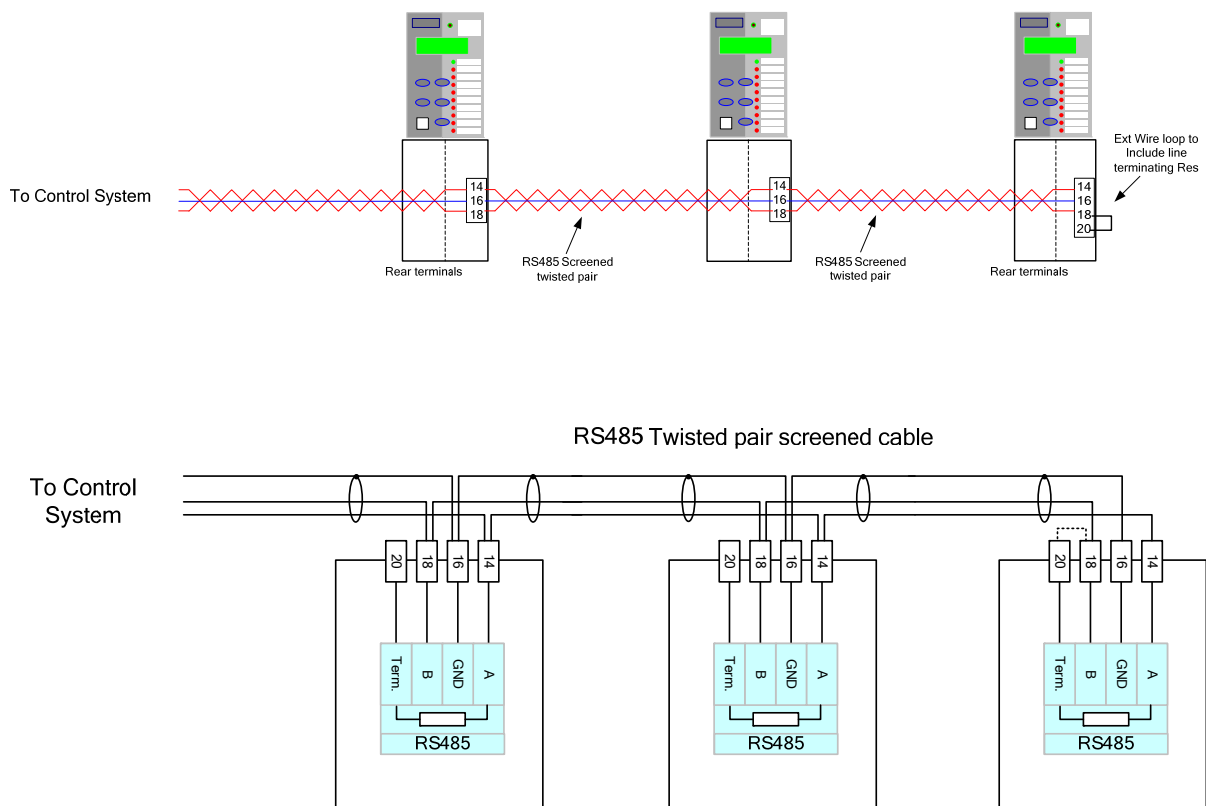 Ext Wire loop to
Include line
terminating Res
To Control System
14
16
18
14
16
18
14
16
18
20
RS485 Screened
twisted pair
RS485 Screened
twisted pair
Rear terminals
Rear terminals
RS485 Twisted pair screened cable
To Control
System
20
18
16
14
20
18
16
14
20
18
16
14
Term.
B
GND
A
Term.
B
GND
A
Term.
B
GND
A
RS485
RS485
RS485